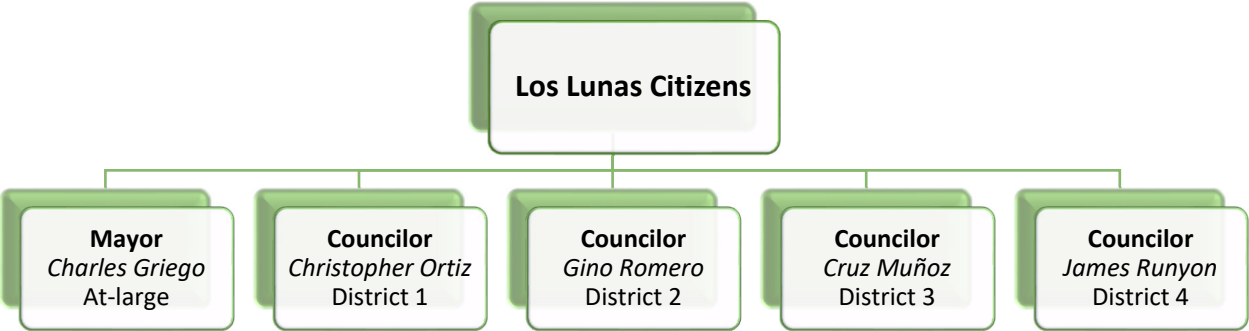 Los Lunas Citizens
Mayor
Charles Griego
At-large
Councilor
Christopher Ortiz
District 1
Councilor
Gino Romero
District 2
Councilor
Cruz Muñoz
District 3
Councilor
James Runyon
District 4